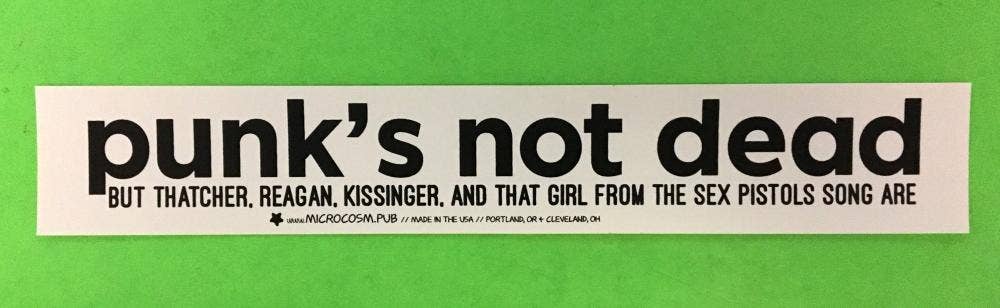 punk's not dead
BUT THATCHER, REAGAN, KISSINGER, AND THAT GIRL FROM THE SEX PISTOLS SONG ARE
www.MICROCOSM.PUB // MADE IN THE USA // PORTLAND, OR + CLEVELAND, OH